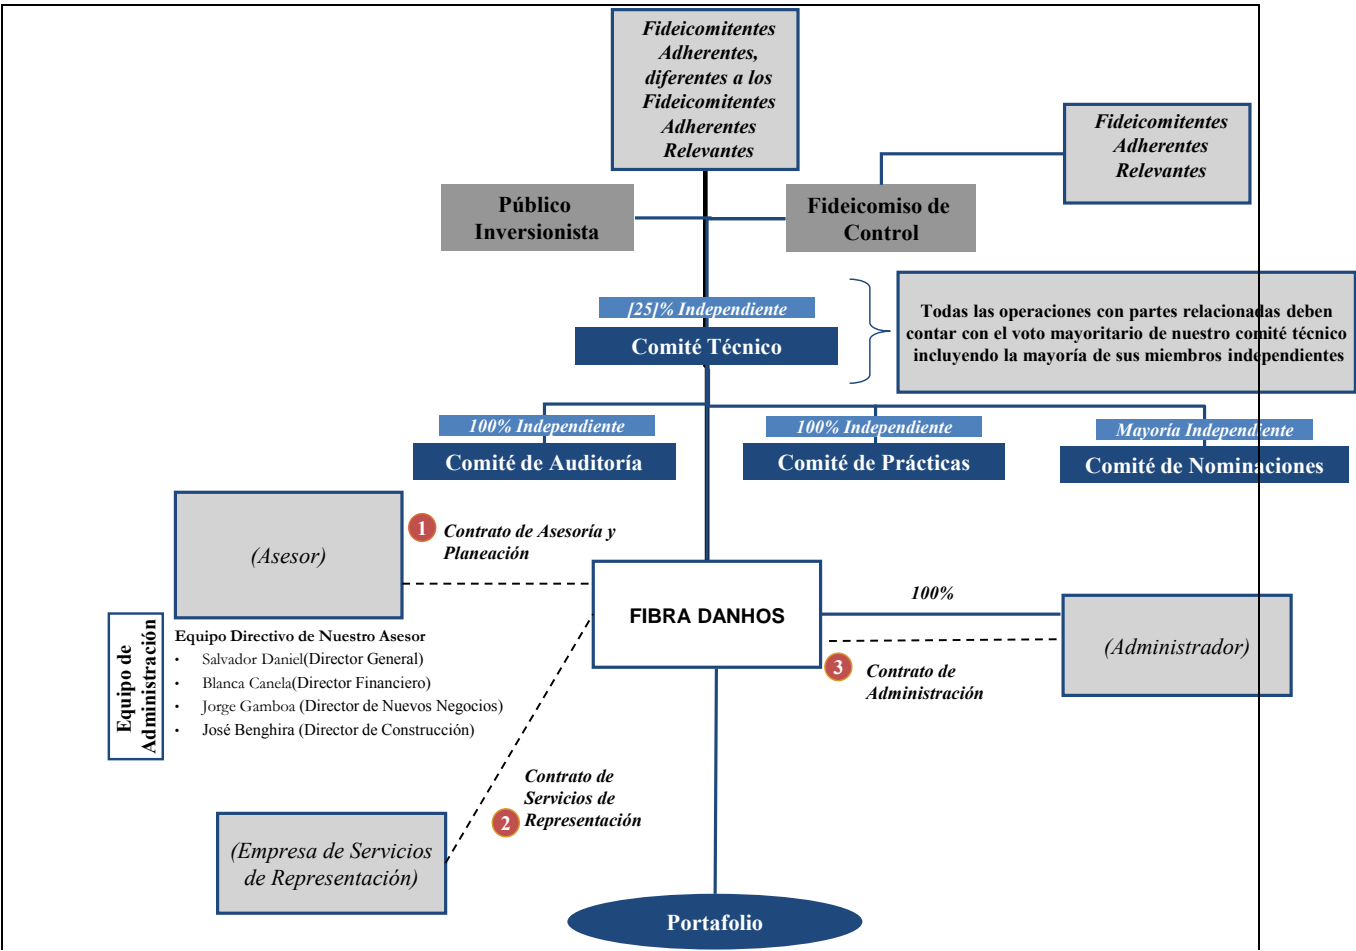 Fideicomitentes
Adherentes,
diferentes a los
Fideicomitentes
Adherentes
Relevantes
Fideicomitentes
Adherentes
Relevantes
Público
Inversionista
Fideicomiso de
Control
[25]% Independiente
Comité Técnico
Todas las operaciones con partes relacionadas deben
contar con el voto mayoritario de nuestro comité técnico
incluyendo la mayoría de sus miembros independientes
100% Independiente
Comité de Auditoría
100% Independiente
Comité de Prácticas
Mayoría Independiente
Comité de Nominaciones
(Asesor)
1 Contrato de Asesoría y
Planeación
FIBRA DANHOS
100%
(Administrador)
3 Contrato de
Administración
Equipo de
Administración
Equipo Directivo de Nuestro Asesor
• Salvador Daniel(Director General)
• Blanca Canela(Director Financiero)
• Jorge Gamboa (Director de Nuevos Negocios)
• José Benghira (Director de Construcción)
Contrato de
Servicios de
2 Representación
(Empresa de Servicios
de Representación)
Portafolio